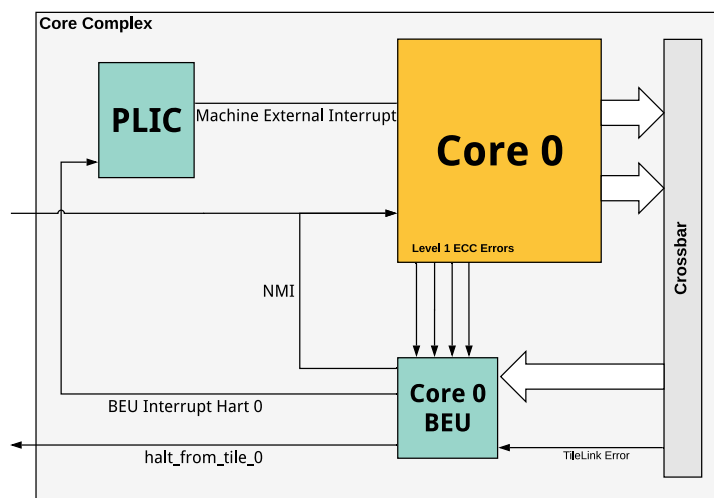 Core Complex
PLIC
Machine External Interrupt
Core 0
Level 1 ECC Errors
Crossbar
NMI
Core 0
BEU
BEU Interrupt Hart 0
halt_from_tile_0
TileLink Error